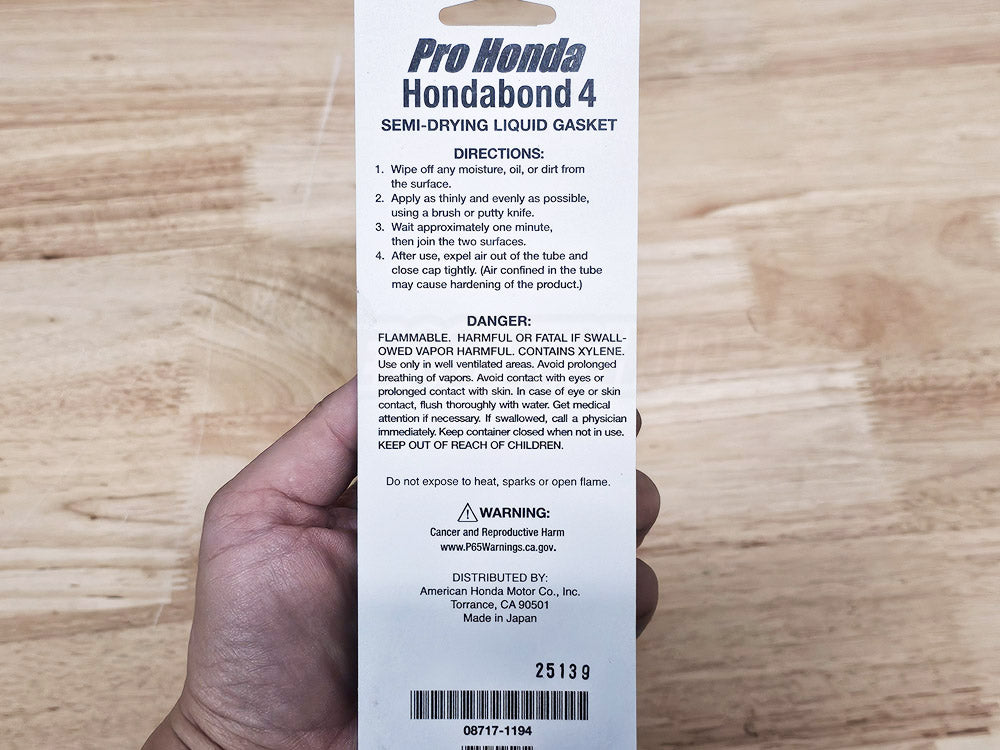 Pro Honda
Hondabond 4
SEMI-DRYING LIQUID GASKET
DIRECTIONS:
1. Wipe off any moisture, oil, or dirt from
the surface.
2. Apply as thinly and evenly as possible,
using a brush or putty knife.
3. Wait approximately one minute,
then join the two surfaces.
4. After use, expel air out of the tube and
close cap tightly. (Air confined in the tube
may cause hardening of the product.)
DANGER:
FLAMMABLE. HARMFUL OR FATAL IF SWALL-
OWED VAPOR HARMFUL. CONTAINS XYLENE.
Use only in well ventilated areas. Avoid prolonged
breathing of vapors. Avoid contact with eyes or
prolonged contact with skin. In case of eye or skin
contact, flush thoroughly with water. Get medical
attention if necessary. If swallowed, call a physician
immediately. Keep container closed when not in use.
KEEP OUT OF REACH OF CHILDREN.
Do not expose to heat, sparks or open flame.
WARNING:
Cancer and Reproductive Harm
www.P65Warnings.ca.gov.
DISTRIBUTED BY:
American Honda Motor Co., Inc.
Torrance, CA 90501
Made in Japan
25139
08717-1194